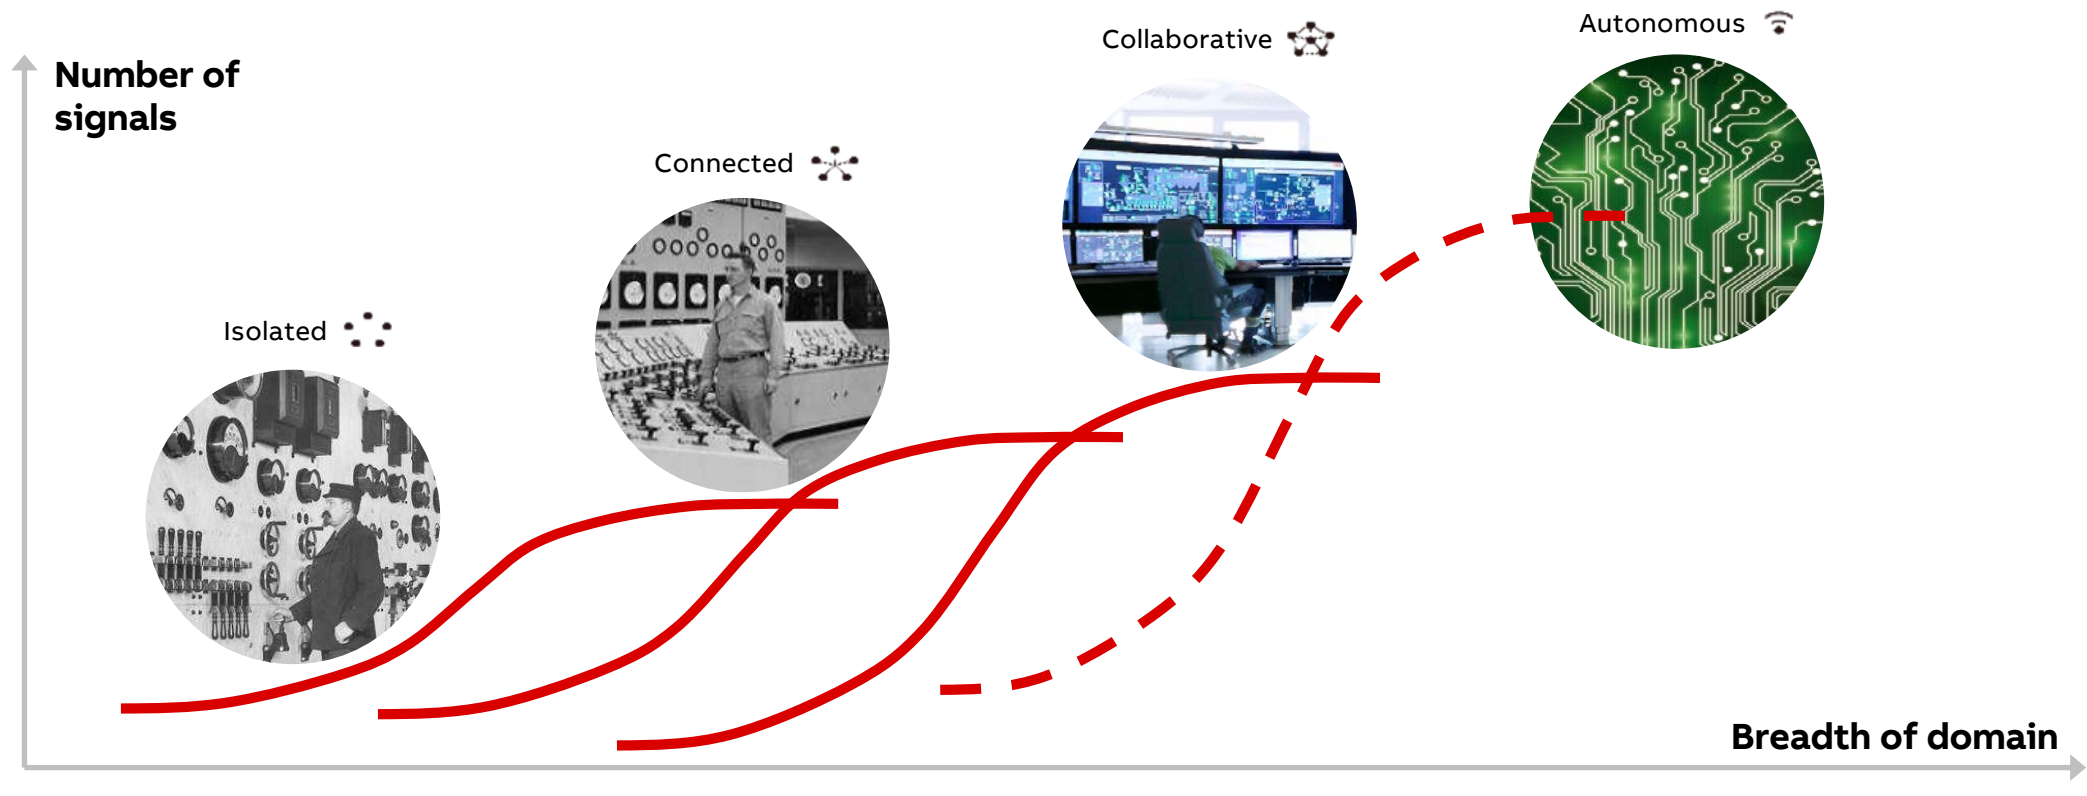 Number of
signals
Isolated
Connected
Collaborative
Autonomous
Breadth of domain